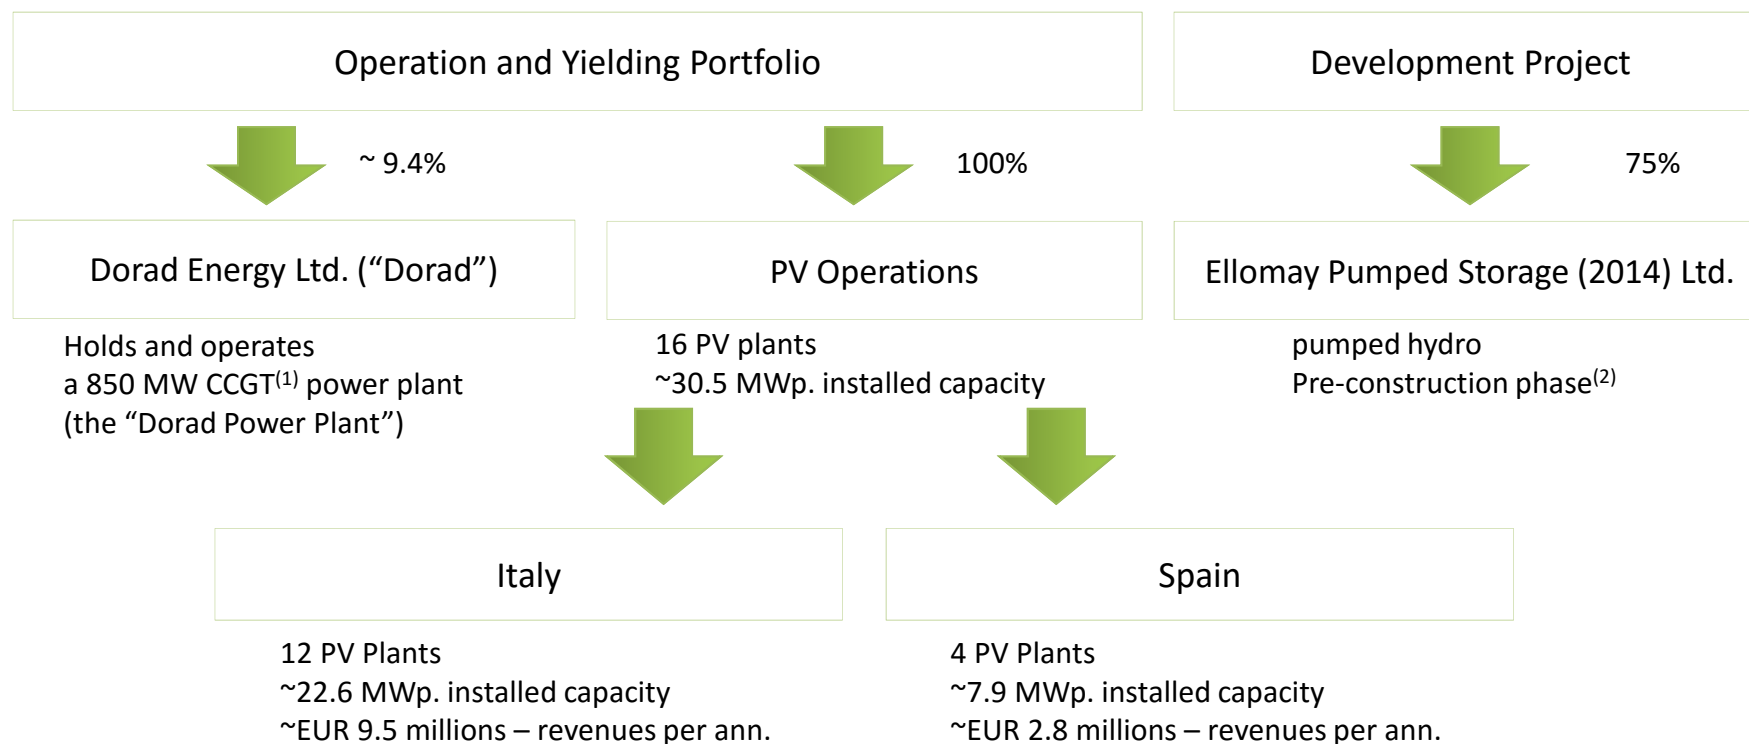 Operation and Yielding Portfolio
Development Project
~ 9.4%
100%
75%
Dorad Energy Ltd. (“Dorad”)
PV Operations
Ellomay Pumped Storage (2014) Ltd.
Holds and operates
a 850 MW CCGT(1) power plant
(the “Dorad Power Plant”)
16 PV plants
~30.5 MWp. installed capacity
pumped hydro
Pre-construction phase(2)
Italy
Spain
12 PV Plants
~22.6 MWp. installed capacity
~EUR 9.5 millions – revenues per ann.
4 PV Plants
~7.9 MWp. installed capacity
~EUR 2.8 millions – revenues per ann.